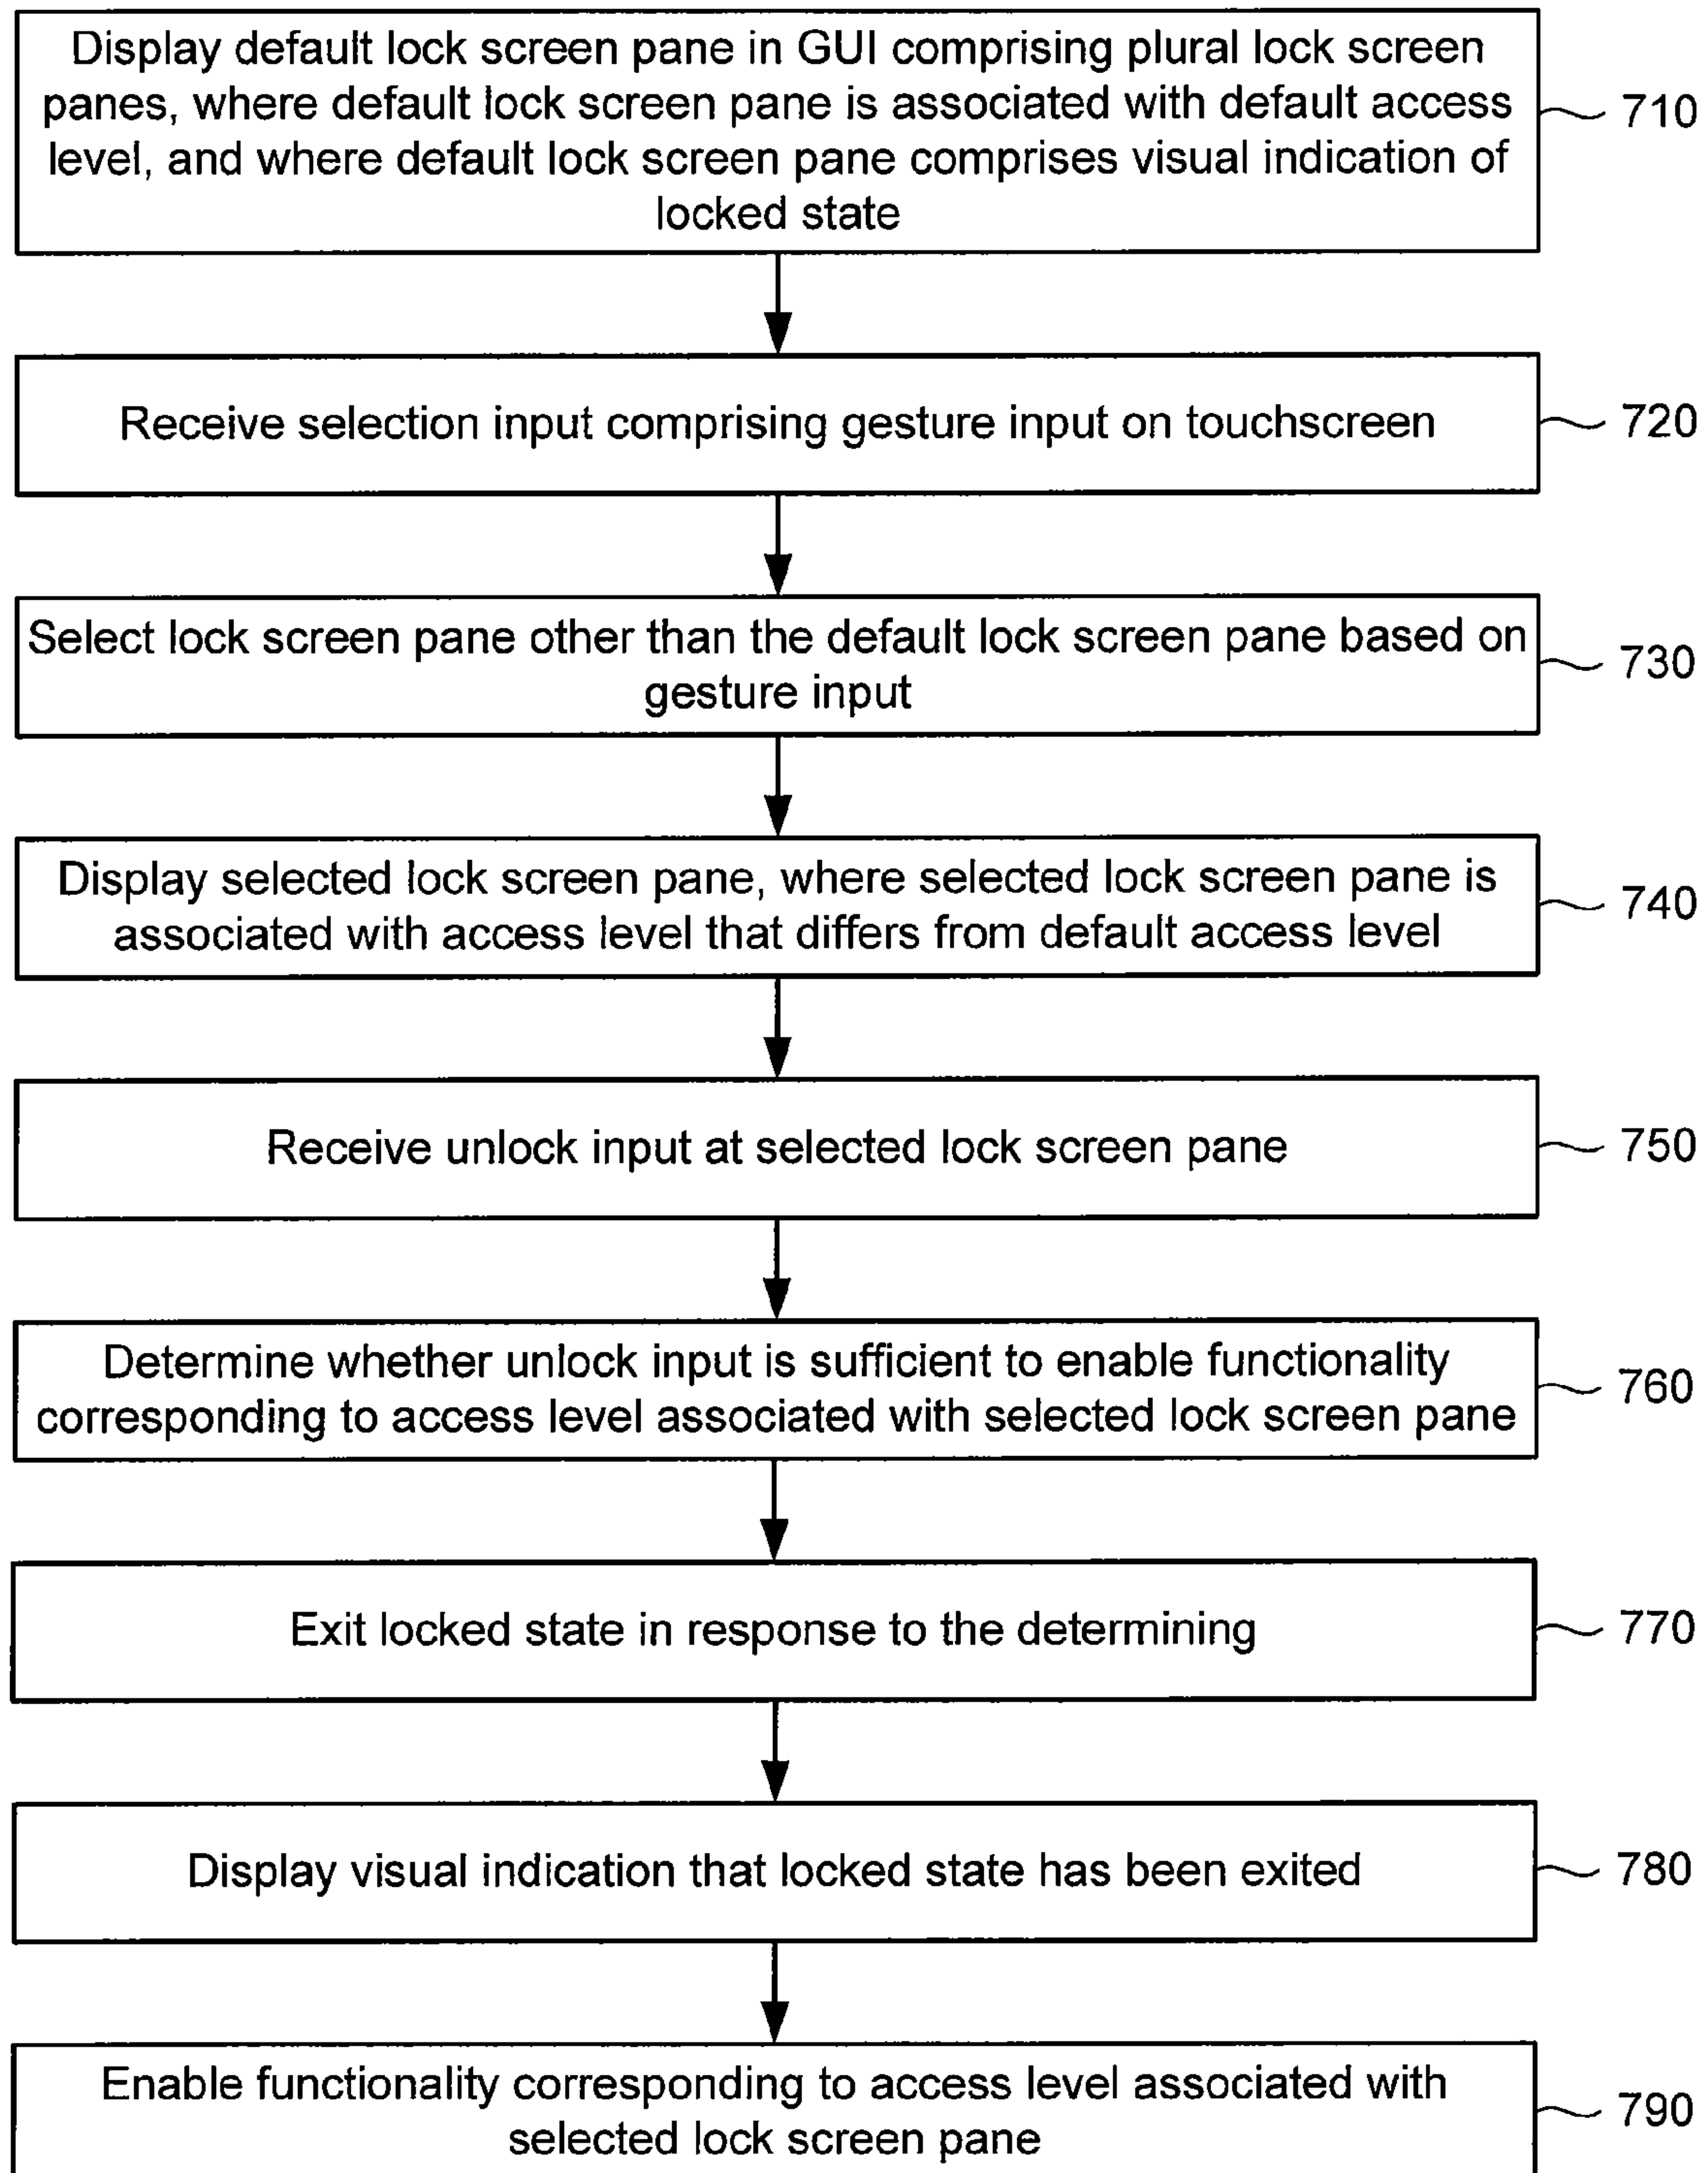 Display default lock screen pane in GUI comprising plural lock screen
panes, where default lock screen pane is associated with default access
level, and where default lock screen pane comprises visual indication of
locked state
710
Receive selection input comprising gesture input on touchscreen
720
Select lock screen pane other than the default lock screen pane based on
gesture input
730
Display selected lock screen pane, where selected lock screen pane is
associated with access level that differs from default access level
740
Receive unlock input at selected lock screen pane
750
Determine whether unlock input is sufficient to enable functionality
corresponding to access level associated with selected lock screen pane
760
Exit locked state in response to the determining
770
Display visual indication that locked state has been exited
780
Enable functionality corresponding to access level associated with
selected lock screen pane
790